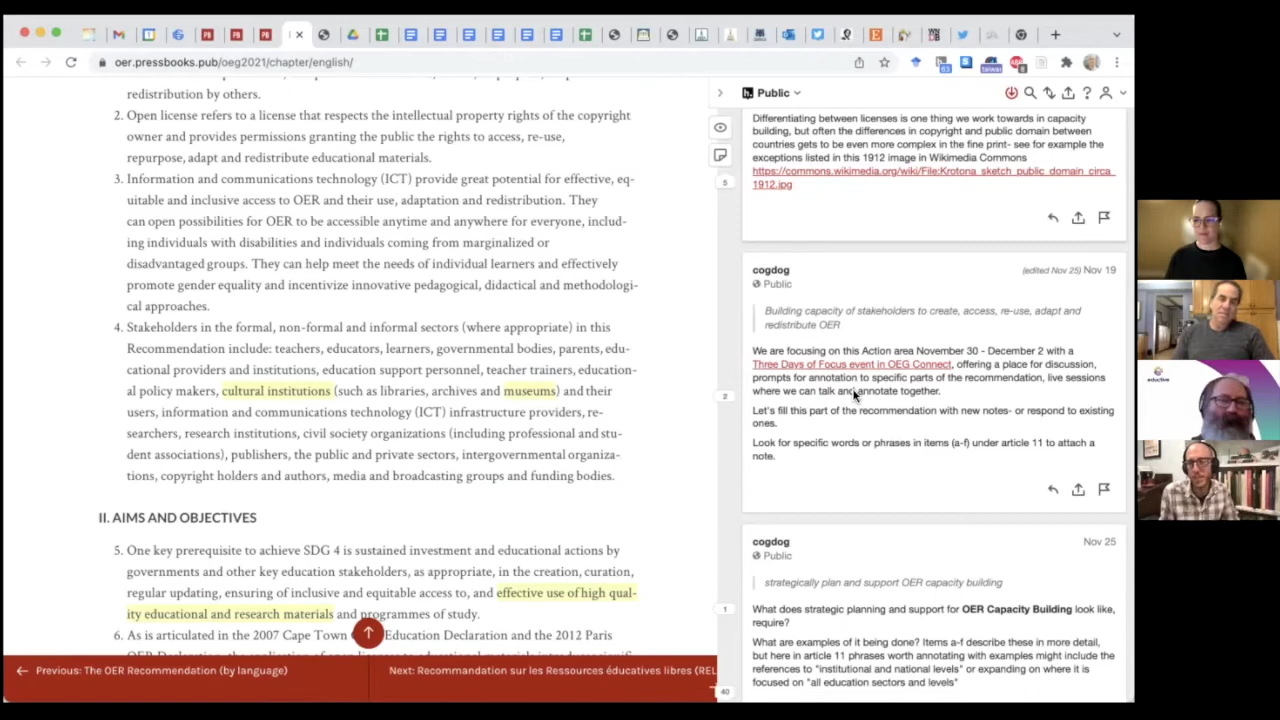 oer.pressbooks.pub/oeg2021/chapter/english/
redistribution by others.
2. Open license refers to a license that respects the intellectual property rights of the copyright
owner and provides permissions granting the public the rights to access, re-use,
repurpose, adapt and redistribute educational materials.
3. Information and communications technology (ICT) provide great potential for effective, eq-
uitable and inclusive access to OER and their use, adaptation and redistribution. They
can open possibilities for OER to be accessible anytime and anywhere for everyone, includ-
ing individuals with disabilities and individuals coming from marginalized or
disadvantaged groups. They can help meet the needs of individual learners and effectively
promote gender equality and incentivize innovative pedagogical, didactical and methodologi-
cal approaches.
4. Stakeholders in the formal, non-formal and informal sectors (where appropriate) in this
Recommendation include: teachers, educators, learners, governmental bodies, parents, edu-
cational providers and institutions, education support personnel, teacher trainers, education-
al policy makers, cultural institutions (such as libraries, archives and museums) and their
users, information and communications technology (ICT) infrastructure providers, re-
searchers, research institutions, civil society organizations (including professional and stu-
dent associations), publishers, the public and private sectors, intergovernmental organiza-
tions, copyright holders and authors, media and broadcasting groups and funding bodies.
II. AIMS AND OBJECTIVES
5. One key prerequisite to achieve SDG 4 is sustained investment and educational actions by
governments and other key education stakeholders, as appropriate, in the creation, curation,
regular updating, ensuring of inclusive and equitable access to, and effective use of high qual-
ity educational and research materials and programmes of study.
6. As is articulated in the 2007 Cape Town Education Declaration and the 2012 Paris
Previous: The OER Recommendation (by language)
Next: Recommandation sur les Ressources éducatives libres (REL
Public
5
2
1
40
Differentiating between licenses is one thing we work towards in capacity
building, but often the differences in copyright and public domain between
countries gets to be even more complex in the fine print- see for example the
exceptions listed in this 1912 image in Wikimedia Commons
https://commons.wikimedia.org/wiki/File:Krotona_sketch_public_domain_circa_
1912.jpg
cogdog
(edited Nov 25) Nov 19
Public
Building capacity of stakeholders to create, access, re-use, adapt and
redistribute OER
We are focusing on this Action area November 30 - December 2 with a
Three Days of Focus event in OEG Connect, offering a place for discussion,
prompts for annotation to specific parts of the recommendation, live sessions
where we can talk and annotate together.
Let's fill this part of the recommendation with new notes- or respond to existing
ones.
Look for specific words or phrases in items (a-f) under article 11 to attach a
note.
cogdog
Nov 25
Public
strategically plan and support OER capacity building
What does strategic planning and support for OER Capacity Building look like,
require?
What are examples of it being done? Items a-f describe these in more detail,
but here in article 11 phrases worth annotating with examples might include the
references to "institutional and national levels" or expanding on where it is
focused on "all education sectors and levels"
eductive